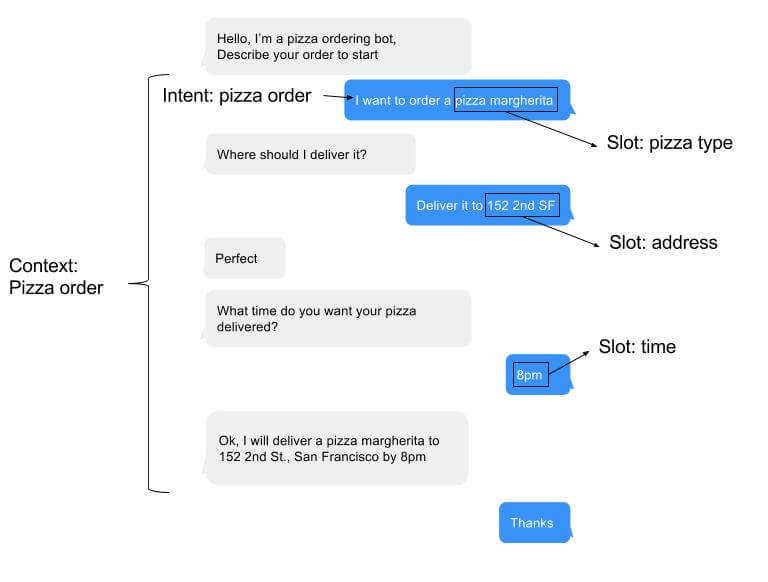 Hello, I'm a pizza ordering bot,
Describe your order to start
Intent: pizza order
I want to order a pizza margherita
Slot: pizza type
Where should I deliver it?
Deliver it to 152 2nd SF
Slot: address
Context:
Pizza order
Perfect
What time do you want your pizza
delivered?
Slot: time
8pm
Ok, I will deliver a pizza margherita to
152 2nd St., San Francisco by 8pm
Thanks